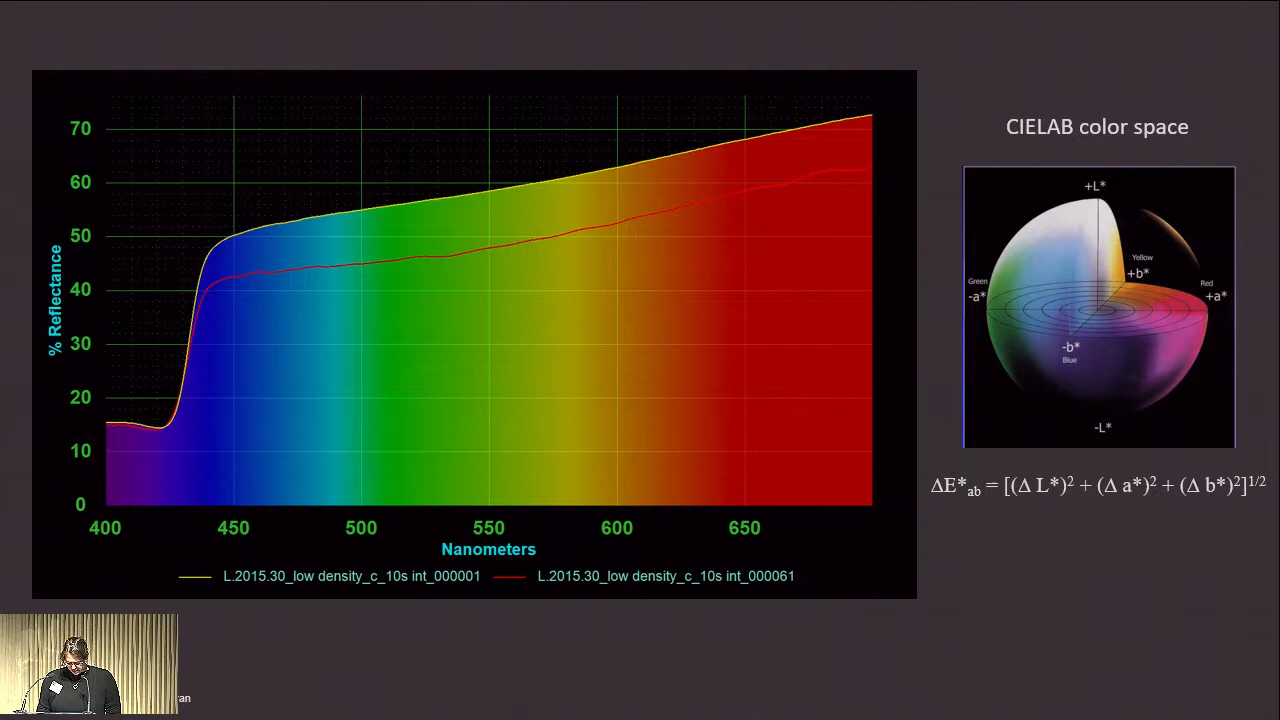 70
60
50
40
30
20
10
0
% Reflectance
400 450 500 550 600 650
Nanometers
L.2015.30_low density_c_10s int_000001 L.2015.30_low density_c_10s int_000061
CIELAB color space
+L*
Yellow
+b*
Green
-a*
Red
+a*
-b*
Blue
-L*
ΔE*ab = [(Δ L*)2 + (Δ a*)2 + (Δ b*)2]1/2